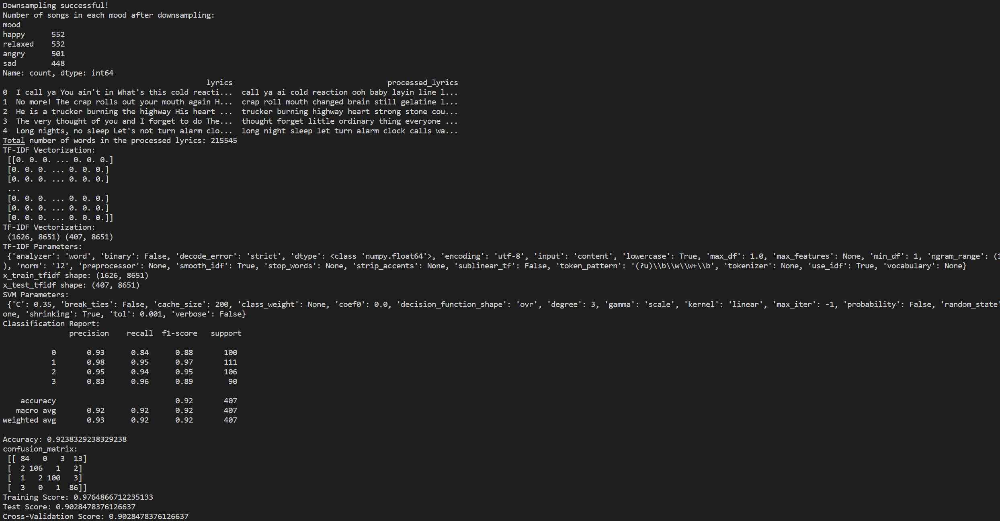 Downsampling successful!
Number of songs in each mood after downsampling:
mood
happy      552
relaxed    532
angry      501
sad        448
Name: count, dtype: int64
                                              lyrics                                   processed_lyrics
0  I call ya You ain't in What's this cold reacti...  call ya ai cold reaction ooh baby layin line l...
1  No more! The crap rolls out your mouth again H...  crap roll mouth changed brain still gelatine l...
2  He is a trucker burning the highway His heart ...  trucker burning highway heart strong stone cou...
3  The very thought of you and I forget to do The...  thought forget little ordinary thing everyone ...
4  Long nights, no sleep Let's not turn alarm clo...  long night sleep let turn alarm clock calls wa...
Total number of words in the processed lyrics: 215545
TF-IDF Vectorization:
 [[0. 0. 0. ... 0. 0. 0.]
 [0. 0. 0. ... 0. 0. 0.]
 [0. 0. 0. ... 0. 0. 0.]
 ...
 [0. 0. 0. ... 0. 0. 0.]
 [0. 0. 0. ... 0. 0. 0.]
 [0. 0. 0. ... 0. 0. 0.]]
TF-IDF Vectorization:
 (1626, 8651) (407, 8651)
TF-IDF Parameters:
 {'analyzer': 'word', 'binary': False, 'decode_error': 'strict', 'dtype': <class 'numpy.float64'>, 'encoding': 'utf-8', 'input': 'content', 'lowercase': True, 'max_df': 1.0, 'max_features': None, 'min_df': 1, 'ngram_range': (1
), 'norm': 'l2', 'preprocessor': None, 'smooth_idf': True, 'stop_words': None, 'strip_accents': None, 'sublinear_tf': False, 'token_pattern': '(?u)\\b\\w\\w+\\b', 'tokenizer': None, 'use_idf': True, 'vocabulary': None}
x_train_tfidf shape: (1626, 8651)
x_test_tfidf shape: (407, 8651)
SVM Parameters:
 {'C': 0.35, 'break_ties': False, 'cache_size': 200, 'class_weight': None, 'coef0': 0.0, 'decision_function_shape': 'ovr', 'degree': 3, 'gamma': 'scale', 'kernel': 'linear', 'max_iter': -1, 'probability': False, 'random_state'
one, 'shrinking': True, 'tol': 0.001, 'verbose': False}
Classification Report:
               precision    recall  f1-score   support
           0       0.93      0.84      0.88       100
           1       0.98      0.95      0.97       111
           2       0.95      0.94      0.95       106
           3       0.83      0.96      0.89        90
    accuracy                           0.92       407
   macro avg       0.92      0.92      0.92       407
weighted avg       0.93      0.92      0.92       407
Accuracy: 0.9238329238329238
confusion_matrix:
 [[ 84   0   3  13]
 [  2 106   1   2]
 [  1   2 100   3]
 [  3   0   1  86]]
Training Score: 0.9764866712235133
Test Score: 0.9028478376126637
Cross-Validation Score: 0.9028478376126637